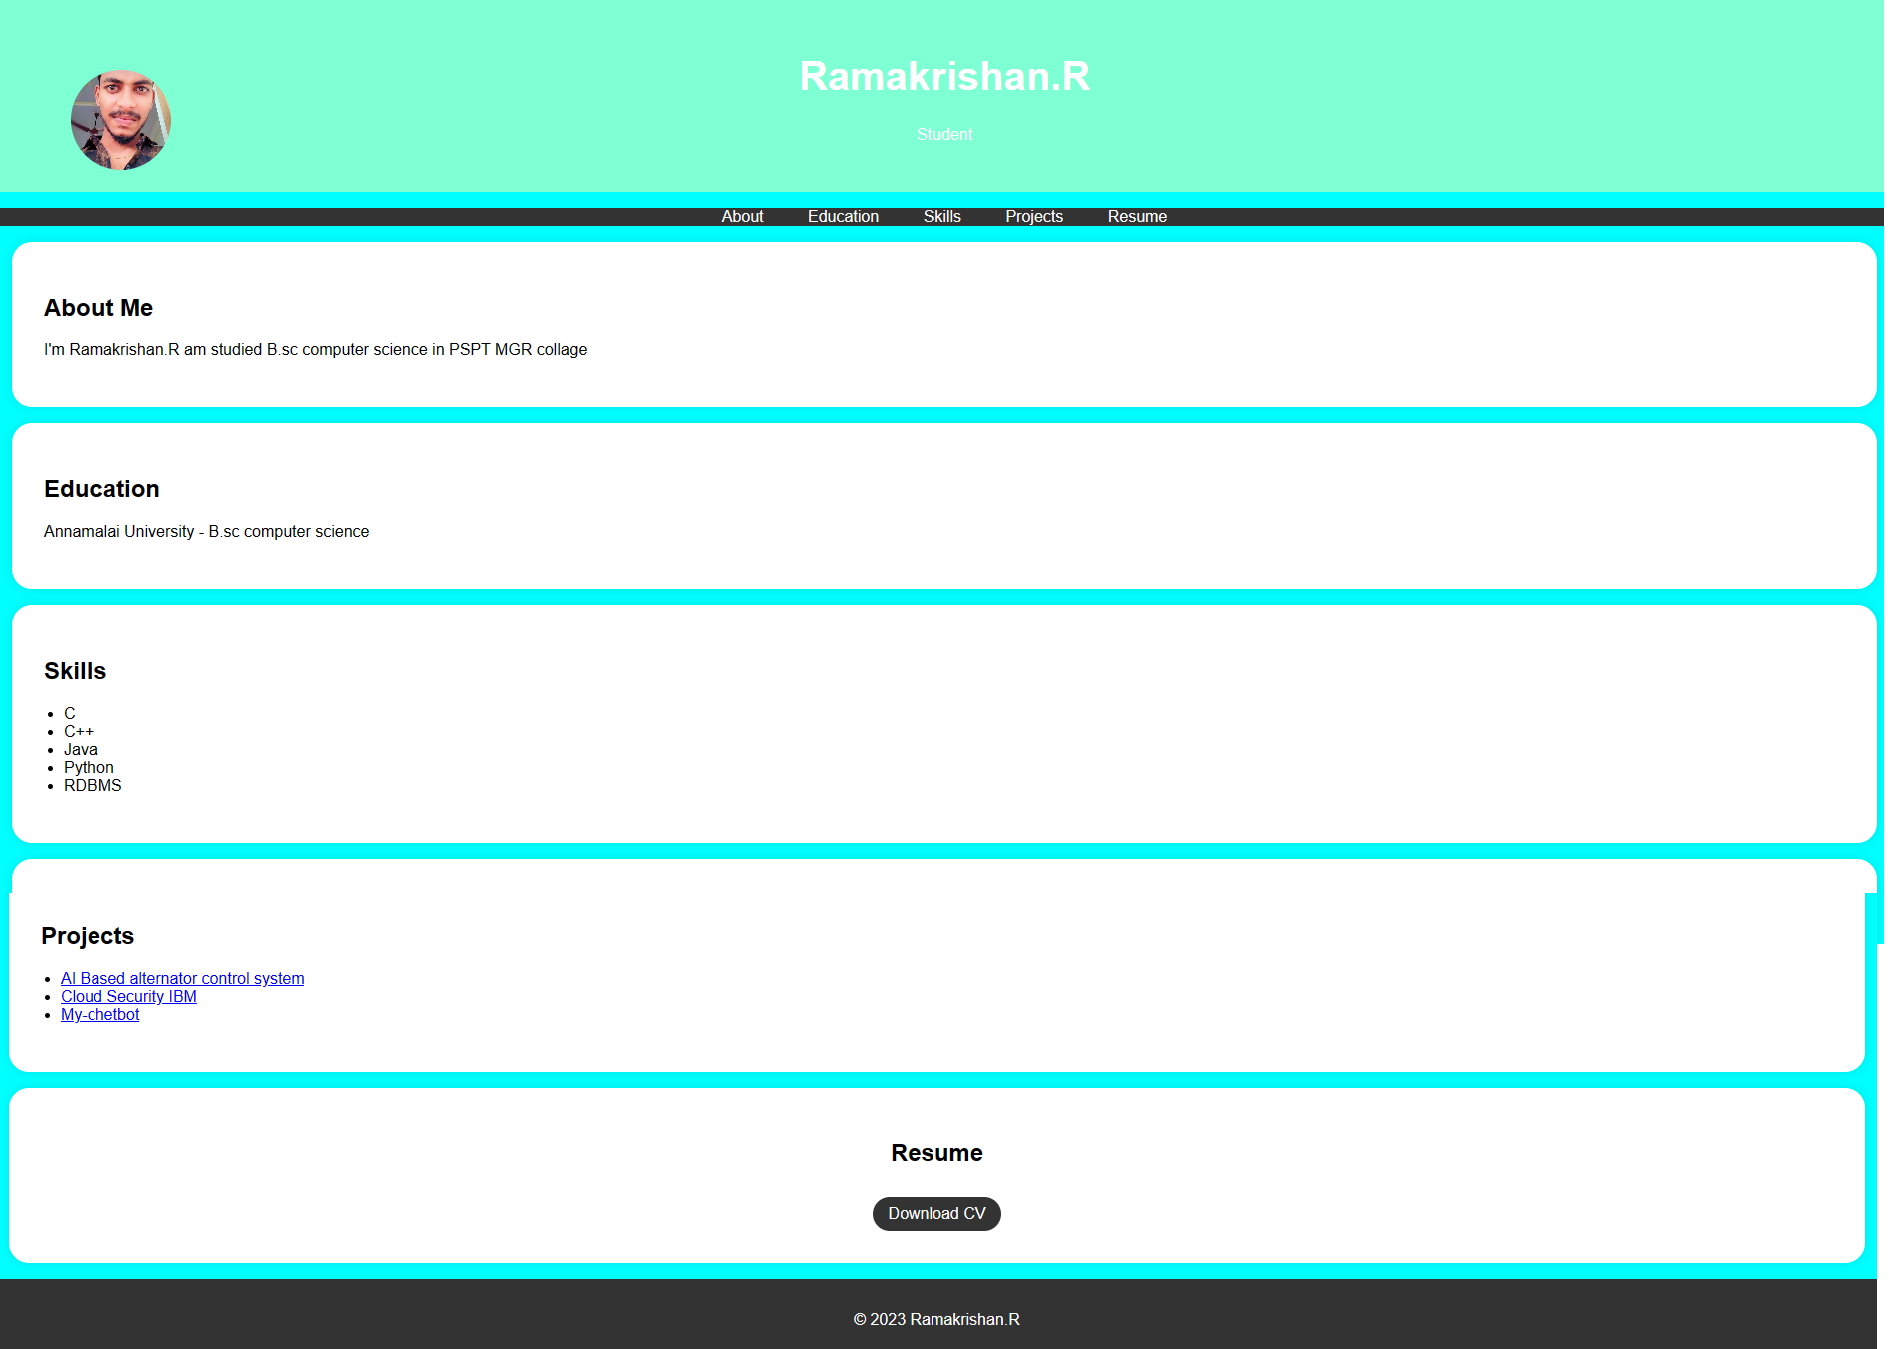 Ramakrishan.R
Student
About Education Skills Projects Resume
About Me
I'm Ramakrishan.R am studied B.sc computer science in PSPT MGR collage
Education
Annamalai University - B.sc computer science
Skills
C
C++
Java
Python
RDBMS
Projects
AI Based alternator control system
Cloud Security IBM
My-chetbot
Resume
Download CV
© 2023 Ramakrishan.R